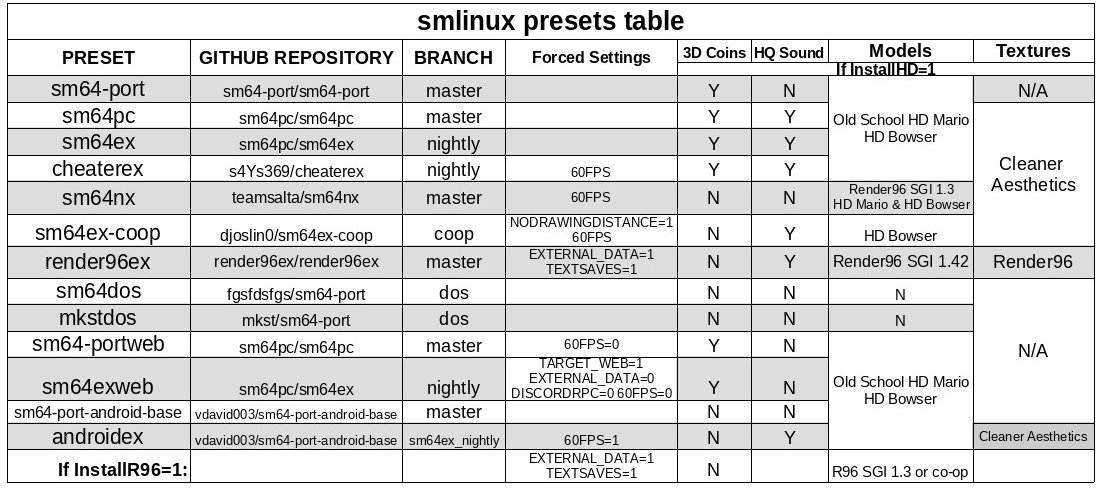 smlinux presets table
PRESET GITHUB REPOSITORY BRANCH Forced Settings 3D Coins HQ Sound Models Textures
If InstallHD=1
sm64-port sm64-port/sm64-port master Y N N/A
sm64pc sm64pc/sm64pc master Y Y
Old School HD Mario
HD Bowser
sm64ex sm64pc/sm64ex nightly Y Y
cheaterex s4Ys369/cheaterex nightly 60FPS Y Y
Cleaner
Aesthetics
sm64nx teamsalta/sm64nx master 60FPS N N
Render96 SGI 1.3
HD Mario & HD Bowser
sm64ex-coop djoslin0/sm64ex-coop coop
NODRAWINGDISTANCE=1
60FPS
N Y HD Bowser
render96ex render96ex/render96ex master
EXTERNAL_DATA=1
TEXTSAVES=1
N Y Render96 SGI 1.42 Render96
sm64dos fgsfdsfgs/sm64-port dos N N N
mkstdos mkst/sm64-port dos N N N
sm64-portweb sm64pc/sm64pc master 60FPS=0 Y N
N/A
sm64exweb sm64pc/sm64ex nightly
TARGET_WEB=1
EXTERNAL_DATA=0
DISCORDRPC=0 60FPS=0
Y N
Old School HD Mario
HD Bowser
sm64-port-android-base vdavid003/sm64-port-android-base master N N
androidex vdavid003/sm64-port-android-base sm64ex_nightly 60FPS=1 N Y Cleaner Aesthetics
If InstallR96=1:
EXTERNAL_DATA=1
TEXTSAVES=1
N R96 SGI 1.3 or co-op